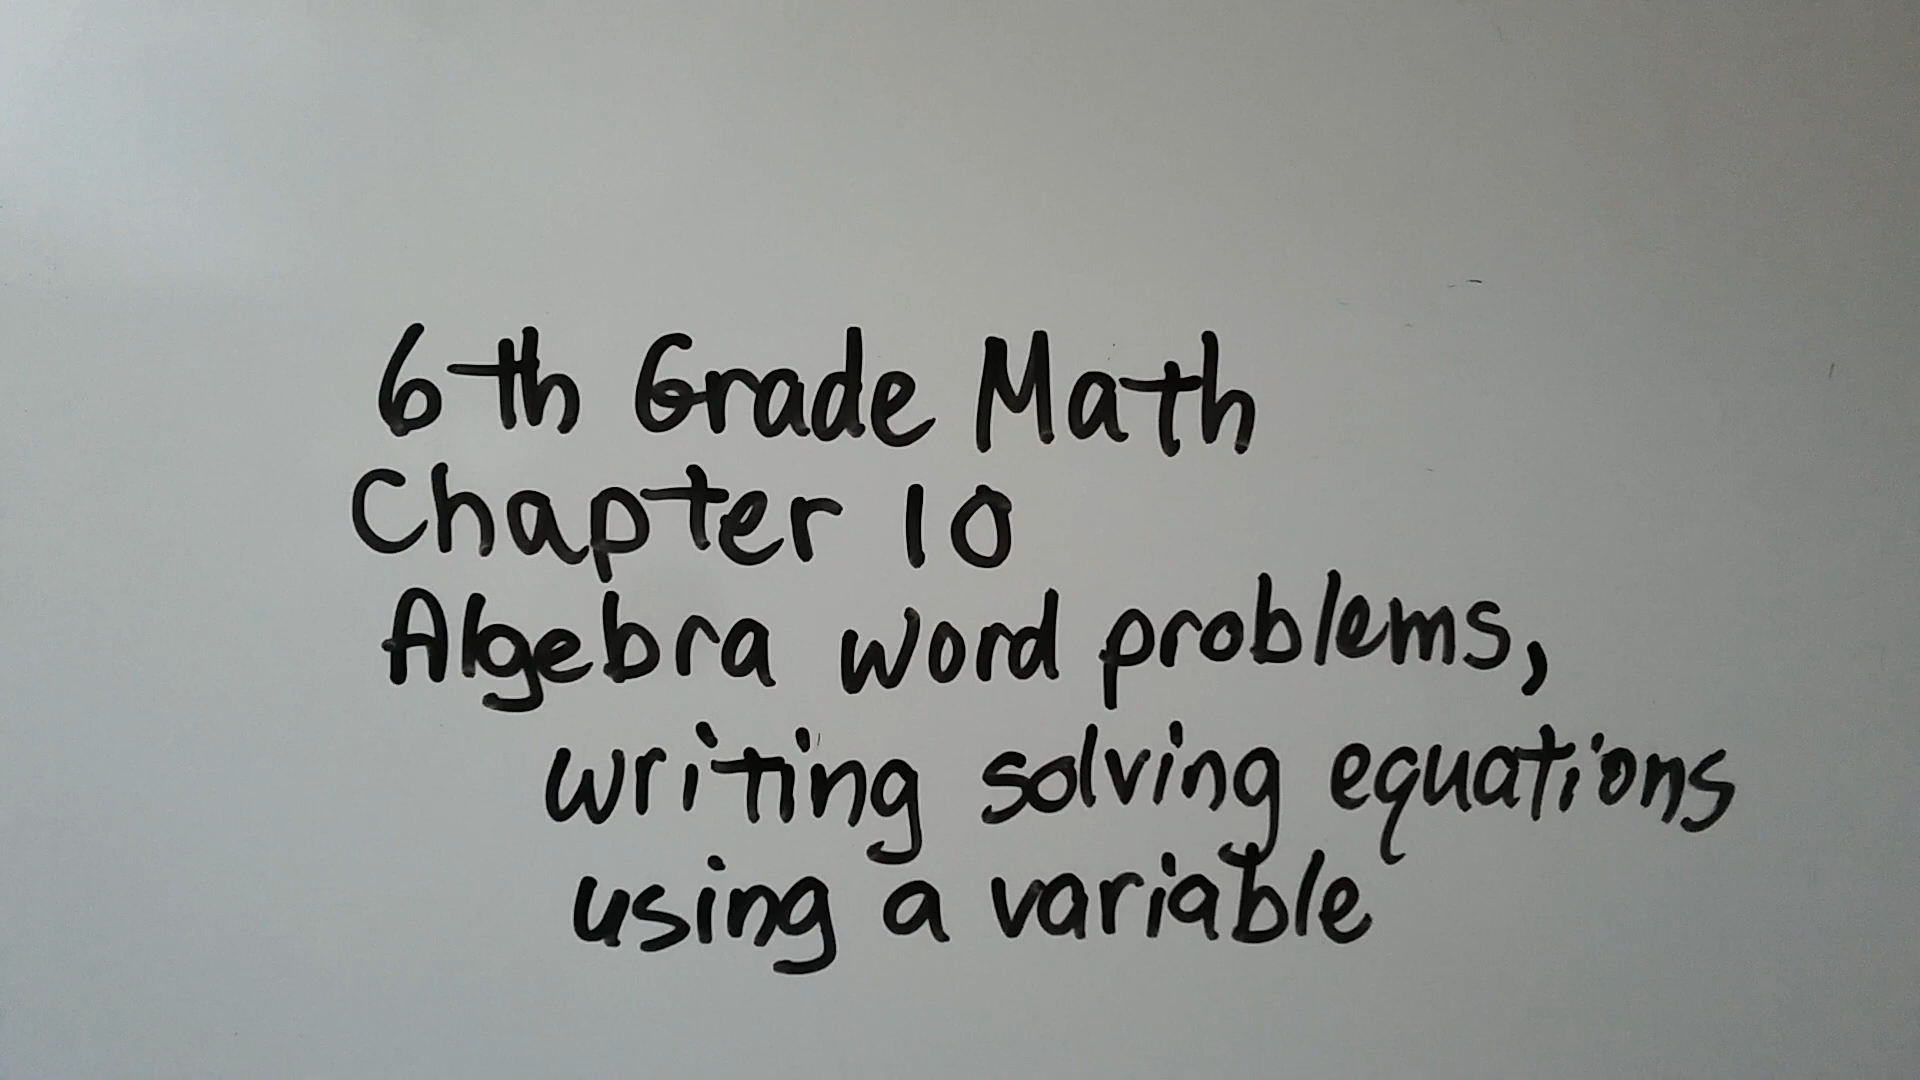 6th Grade Math
Chapter 10
Algebra word problems,
writing solving equations
using a variable